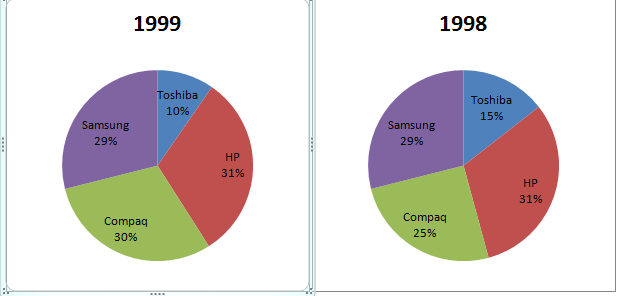 1999
Toshiba
10%
HP
31%
Compaq
30%
Samsung
29%
1998
Toshiba
15%
HP
31%
Compaq
25%
Samsung
29%